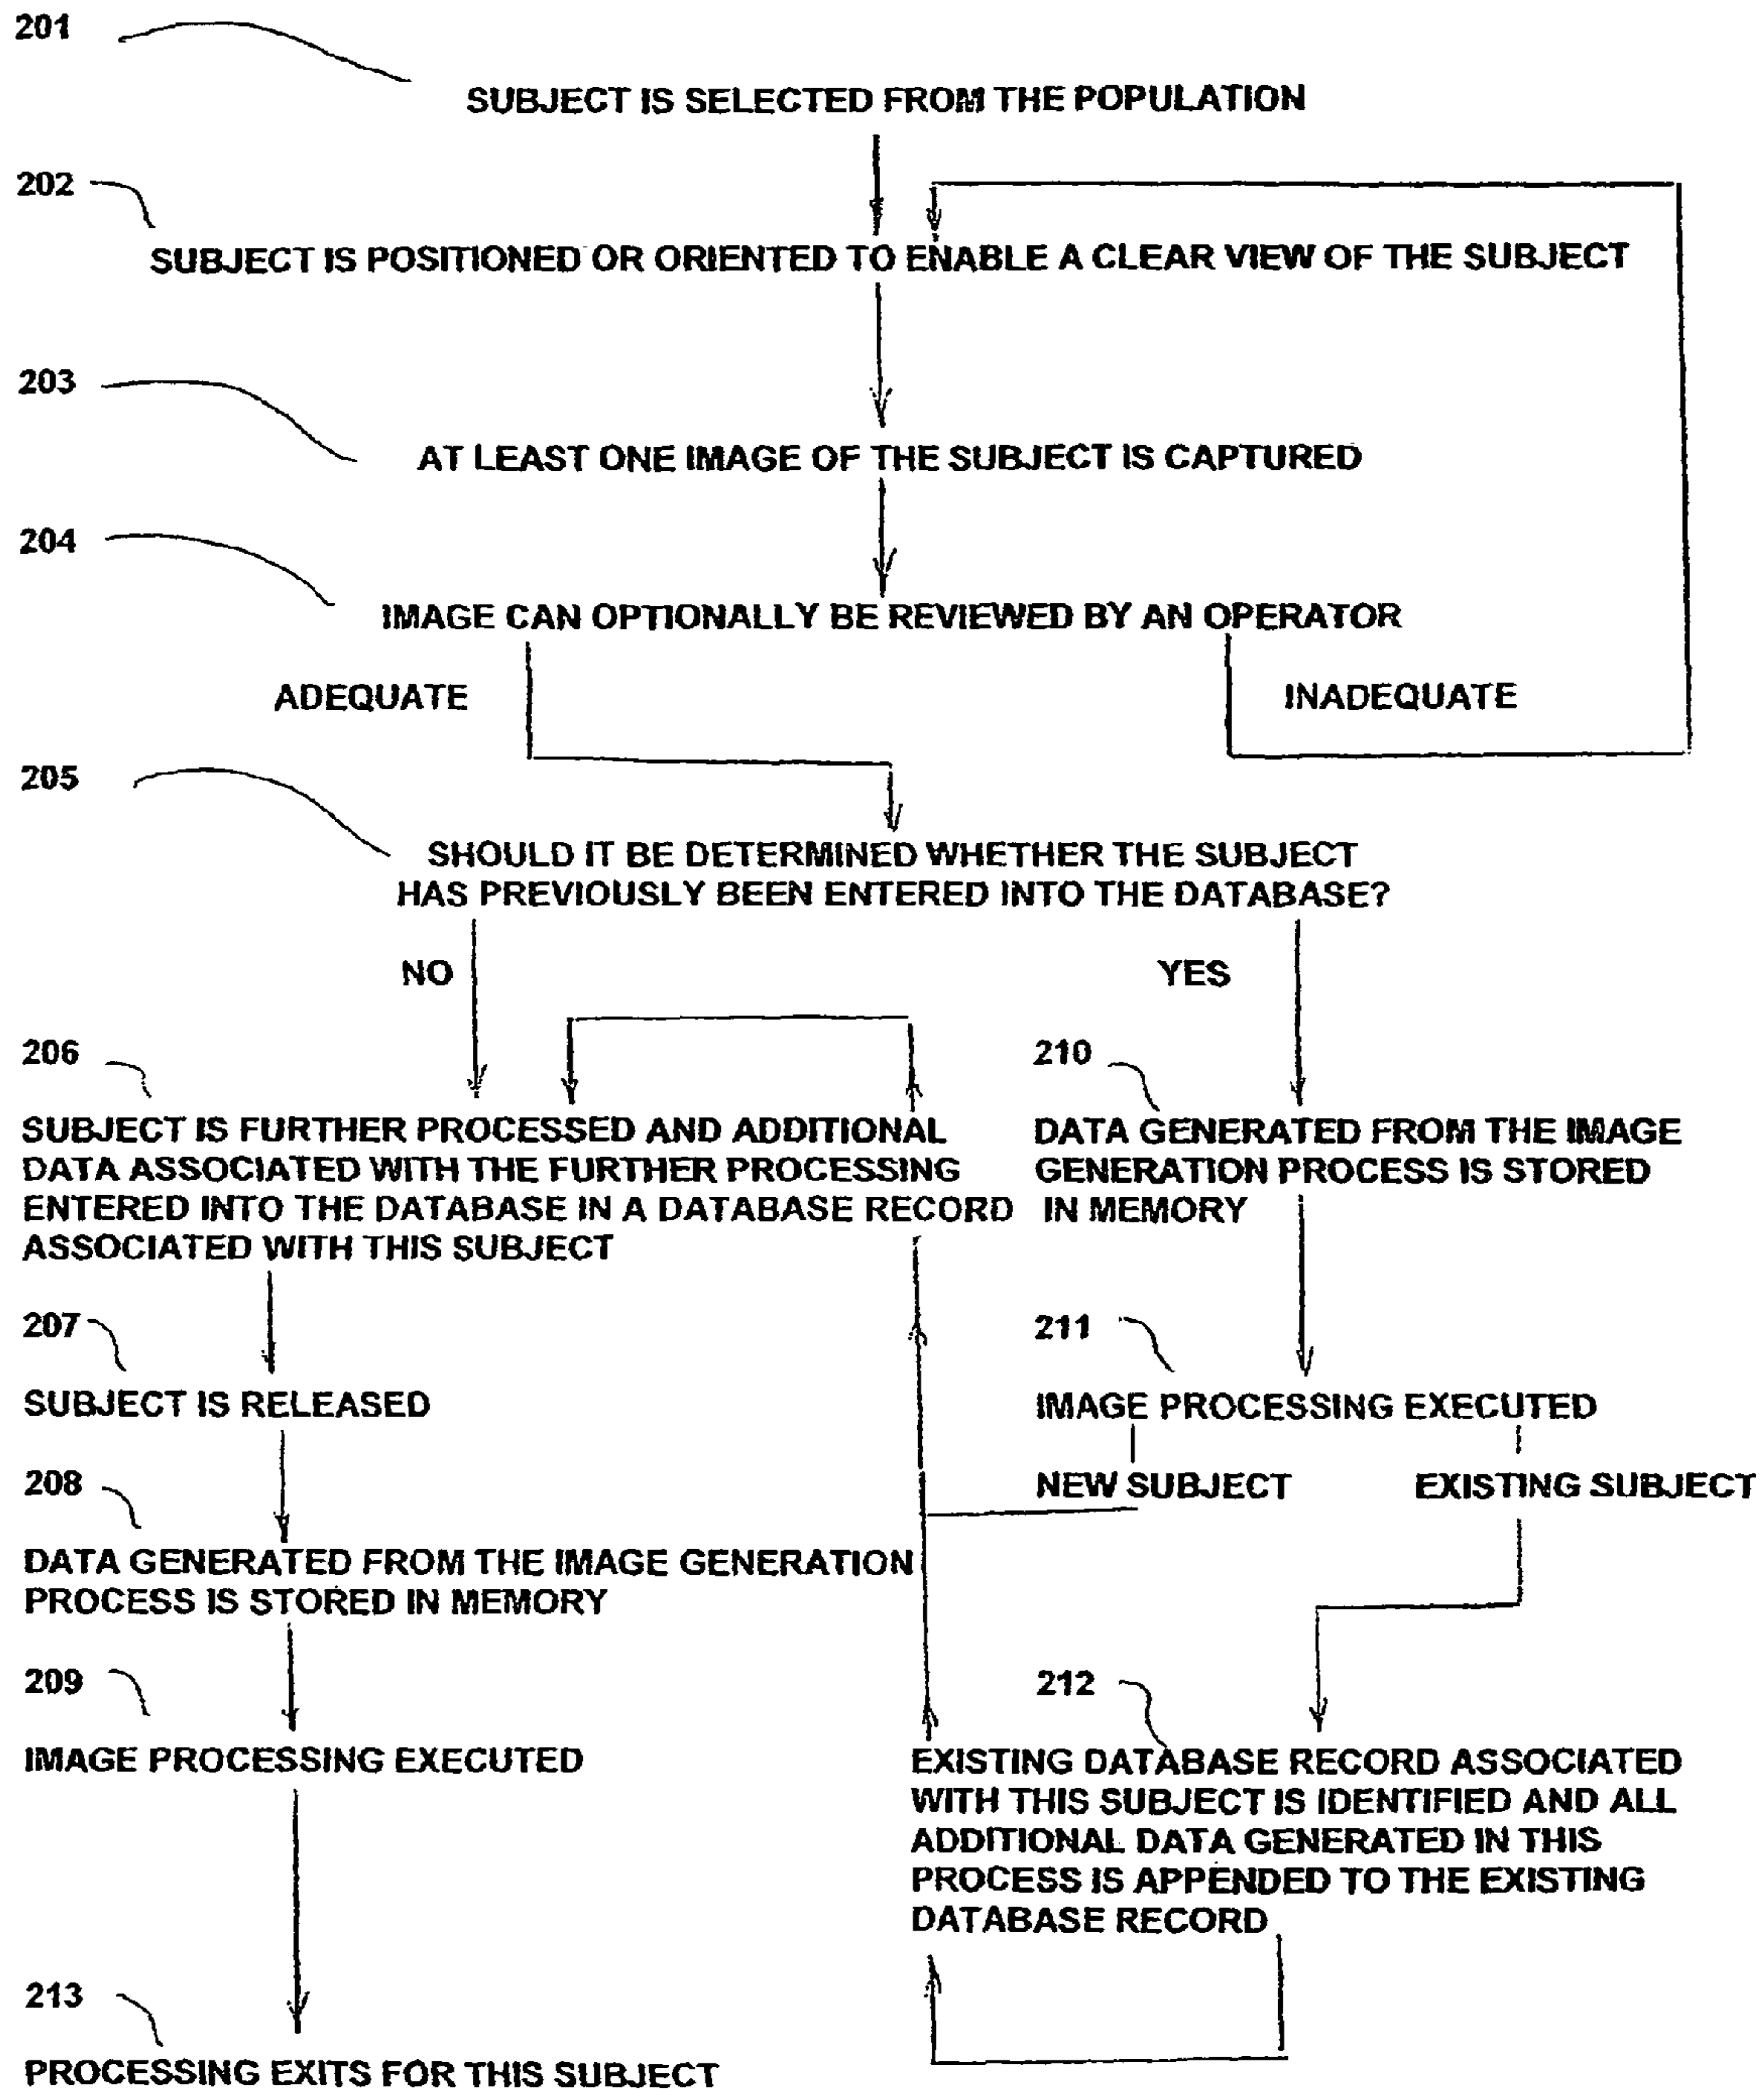 201
SUBJECT IS SELECTED FROM THE POPULATION
202
SUBJECT IS POSITIONED OR ORIENTED TO ENABLE A CLEAR VIEW OF THE SUBJECT
203
AT LEAST ONE IMAGE OF THE SUBJECT IS CAPTURED
204
IMAGE CAN OPTIONALLY BE REVIEWED BY AN OPERATOR
ADEQUATE
INADEQUATE
205
SHOULD IT BE DETERMINED WHETHER THE SUBJECT
HAS PREVIOUSLY BEEN ENTERED INTO THE DATABASE?
NO
YES
206
SUBJECT IS FURTHER PROCESSED AND ADDITIONAL
DATA ASSOCIATED WITH THE FURTHER PROCESSING
ENTERED INTO THE DATABASE IN A DATABASE RECORD
ASSOCIATED WITH THIS SUBJECT
210
DATA GENERATED FROM THE IMAGE
GENERATION PROCESS IS STORED
IN MEMORY
207
SUBJECT IS RELEASED
211
IMAGE PROCESSING EXECUTED
NEW SUBJECT
EXISTING SUBJECT
208
DATA GENERATED FROM THE IMAGE GENERATION
PROCESS IS STORED IN MEMORY
209
IMAGE PROCESSING EXECUTED
212
EXISTING DATABASE RECORD ASSOCIATED
WITH THIS SUBJECT IS IDENTIFIED AND ALL
ADDITIONAL DATA GENERATED IN THIS
PROCESS IS APPENDED TO THE EXISTING
DATABASE RECORD
213
PROCESSING EXITS FOR THIS SUBJECT